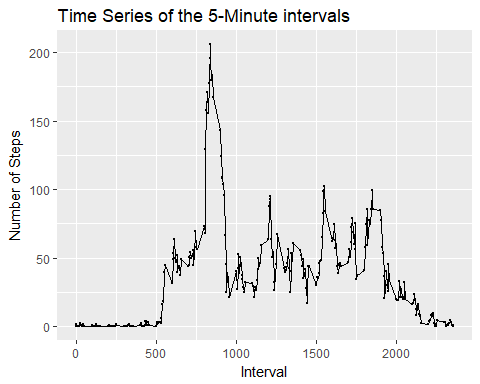 Time Series of the 5-Minute intervals
Number of Steps
200
150
100
50
0
0 500 1000 1500 2000
Interval